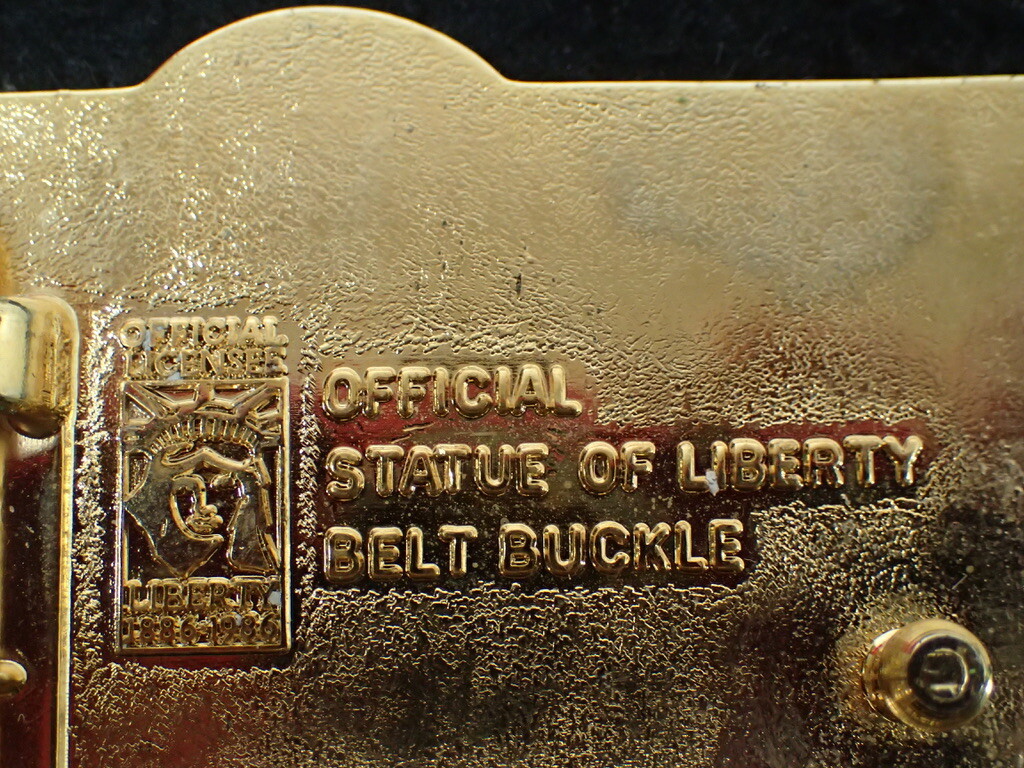 OFFICIAL
LICENSEE
LIBERTY
1886-1986
OFFICIAL
STATUE OF LIBERTY
BELT BUCKLE